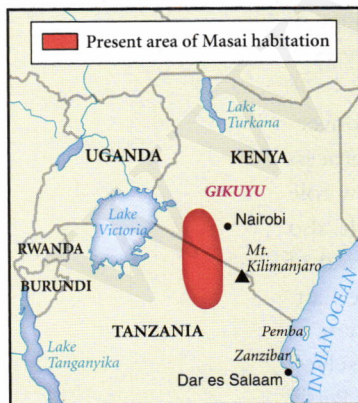 Present area of Masai habitation
Lake
Turkana
UGANDA
KENYA
GIKUYU
Lake
Victoria
Nairobi
RWANDA
Mt.
Kilimanjaro
BURUNDI
TANZANIA
Pemba
Lake
Tanganyika
Zanzibar
Dar es Salaam
INDIAN OCEAN